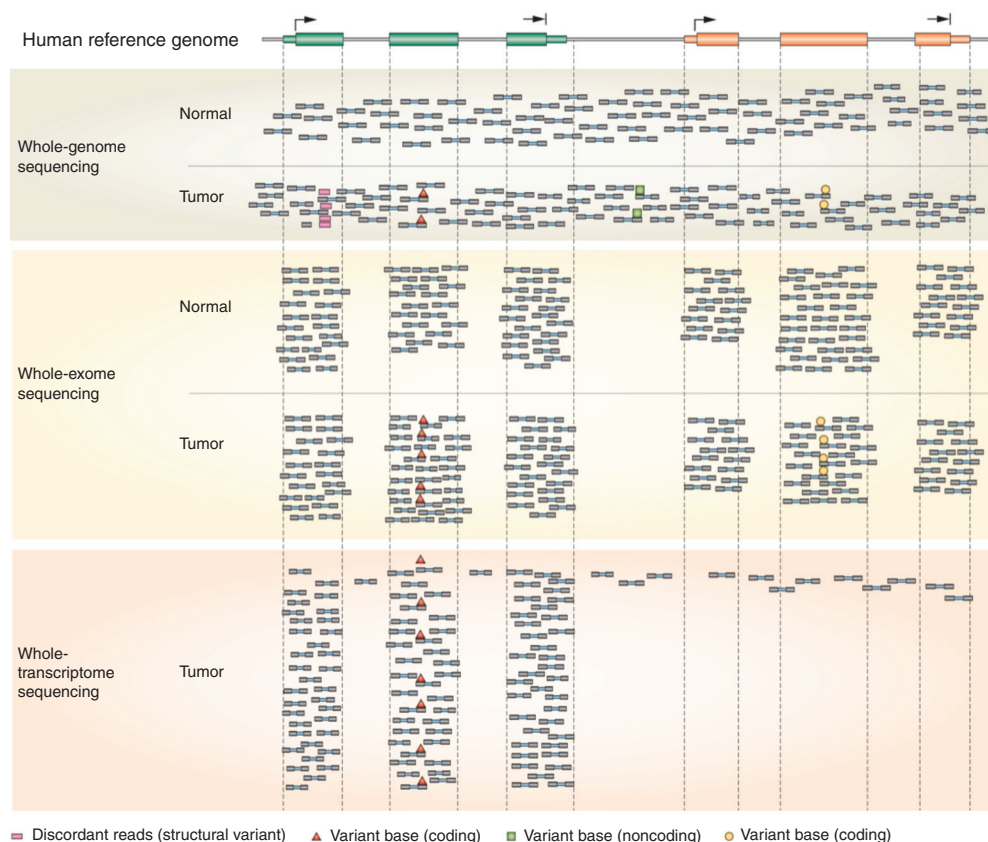 Human reference genome
Normal
Whole-genome
sequencing
Tumor
Normal
Whole-exome
sequencing
Tumor
Whole-
transcriptome
sequencing
Tumor
Discordant reads (structural variant)
Variant base (coding)
Variant base (noncoding)
Variant base (coding)